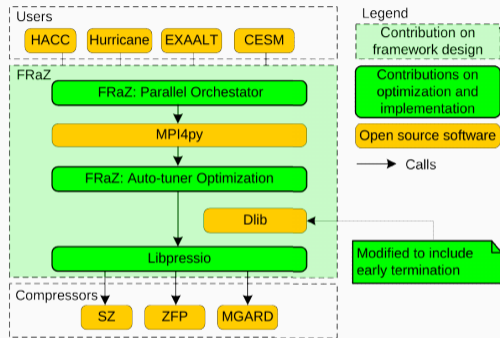 Users
HACC
Hurricane
EXAALT
CESM
FRaZ
FRaZ: Parallel Orchestator
MPI4py
FRaZ: Auto-tuner Optimization
Dlib
Libpressio
Compressors
SZ
ZFP
MGARD
Legend
Contribution on
framework design
Contributions on
optimization and
implementation
Open source software
Calls
Modified to include
early termination